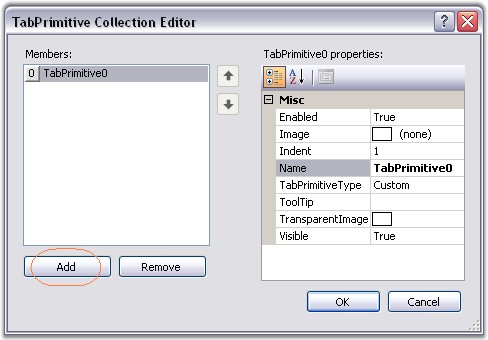 TabPrimitive Collection Editor
Members:
0 TabPrimitive0
Add
Remove
TabPrimitive0 properties:
Misc
Enabled True
Image (none)
Indent 1
Name TabPrimitive0
TabPrimitiveType Custom
ToolTip
TransparentImage
Visible True
OK
Cancel